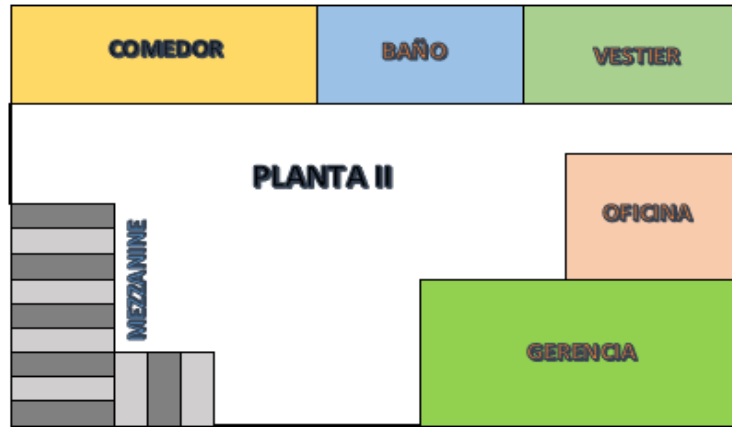 COMEDOR
BAÑO
VESTIER
PLANTA II
OFICINA
MEZZANINE
GERENCIA